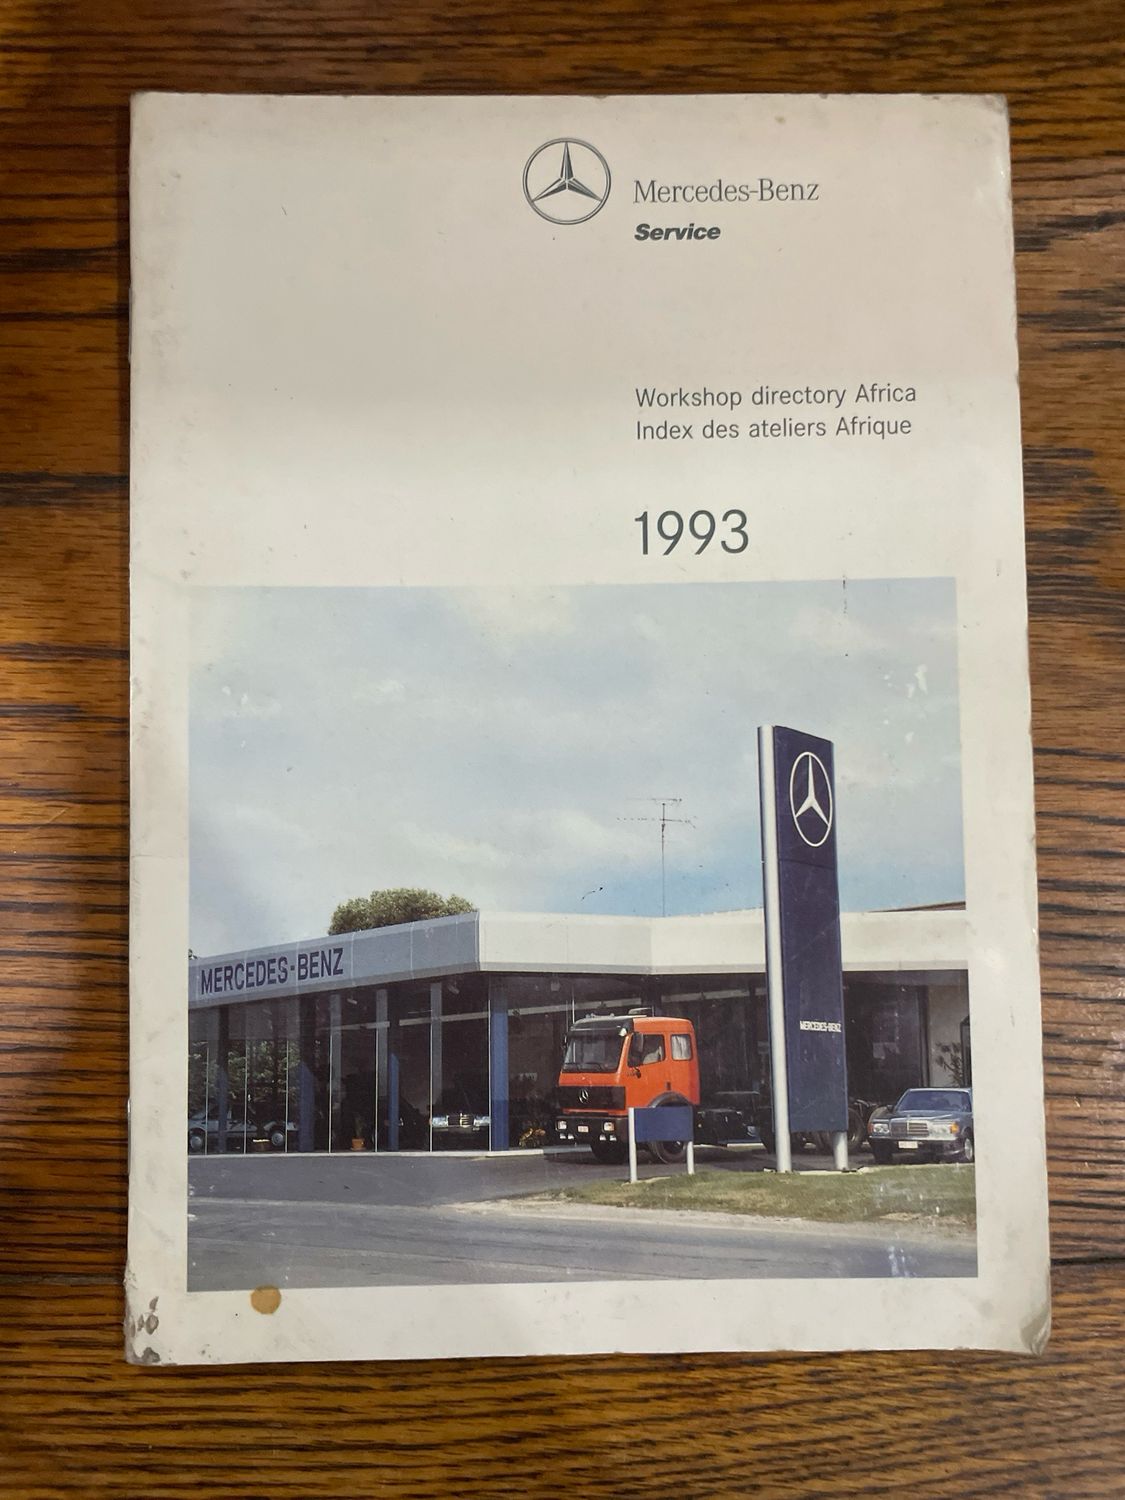 Mercedes-Benz
Service
Workshop directory Africa
Index des ateliers Afrique
1993
MERCEDES-BENZ
MERCEDES-BENZ